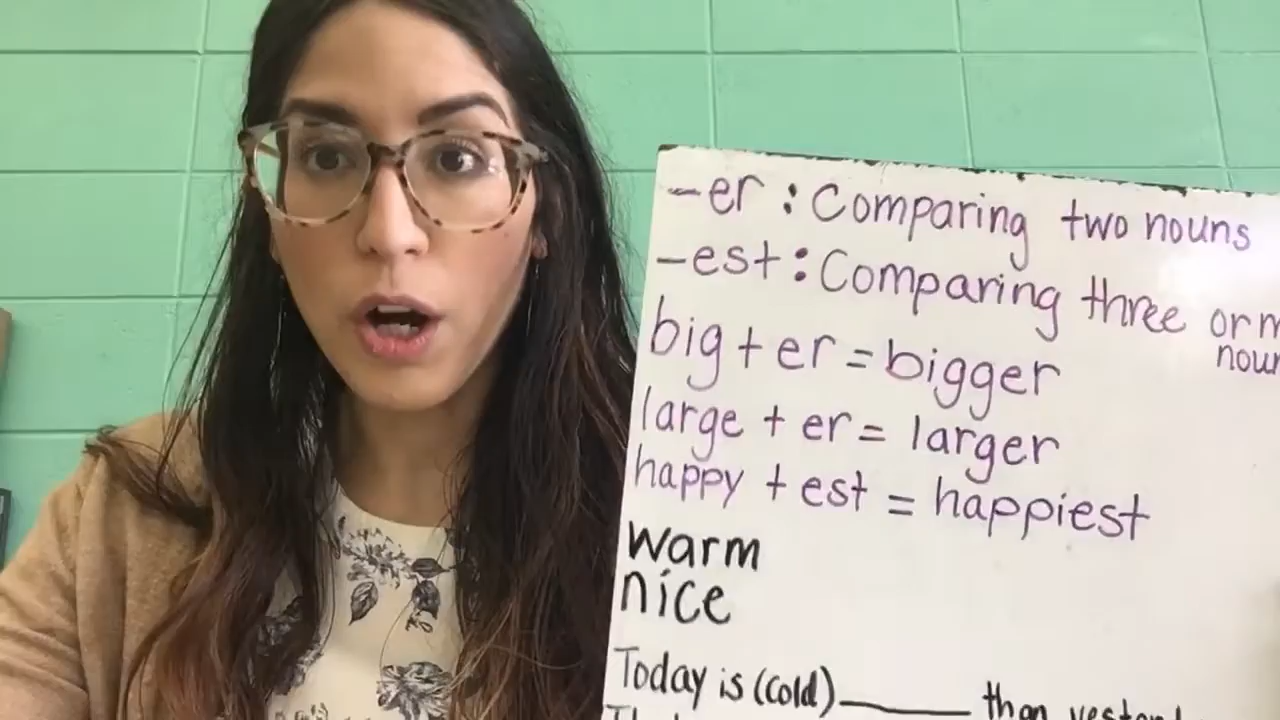 -er : Comparing two nouns
-est : Comparing three or
big + er = bigger
large + er = larger
happy + est = happiest
warm
nice
Today is (cold) ______ than